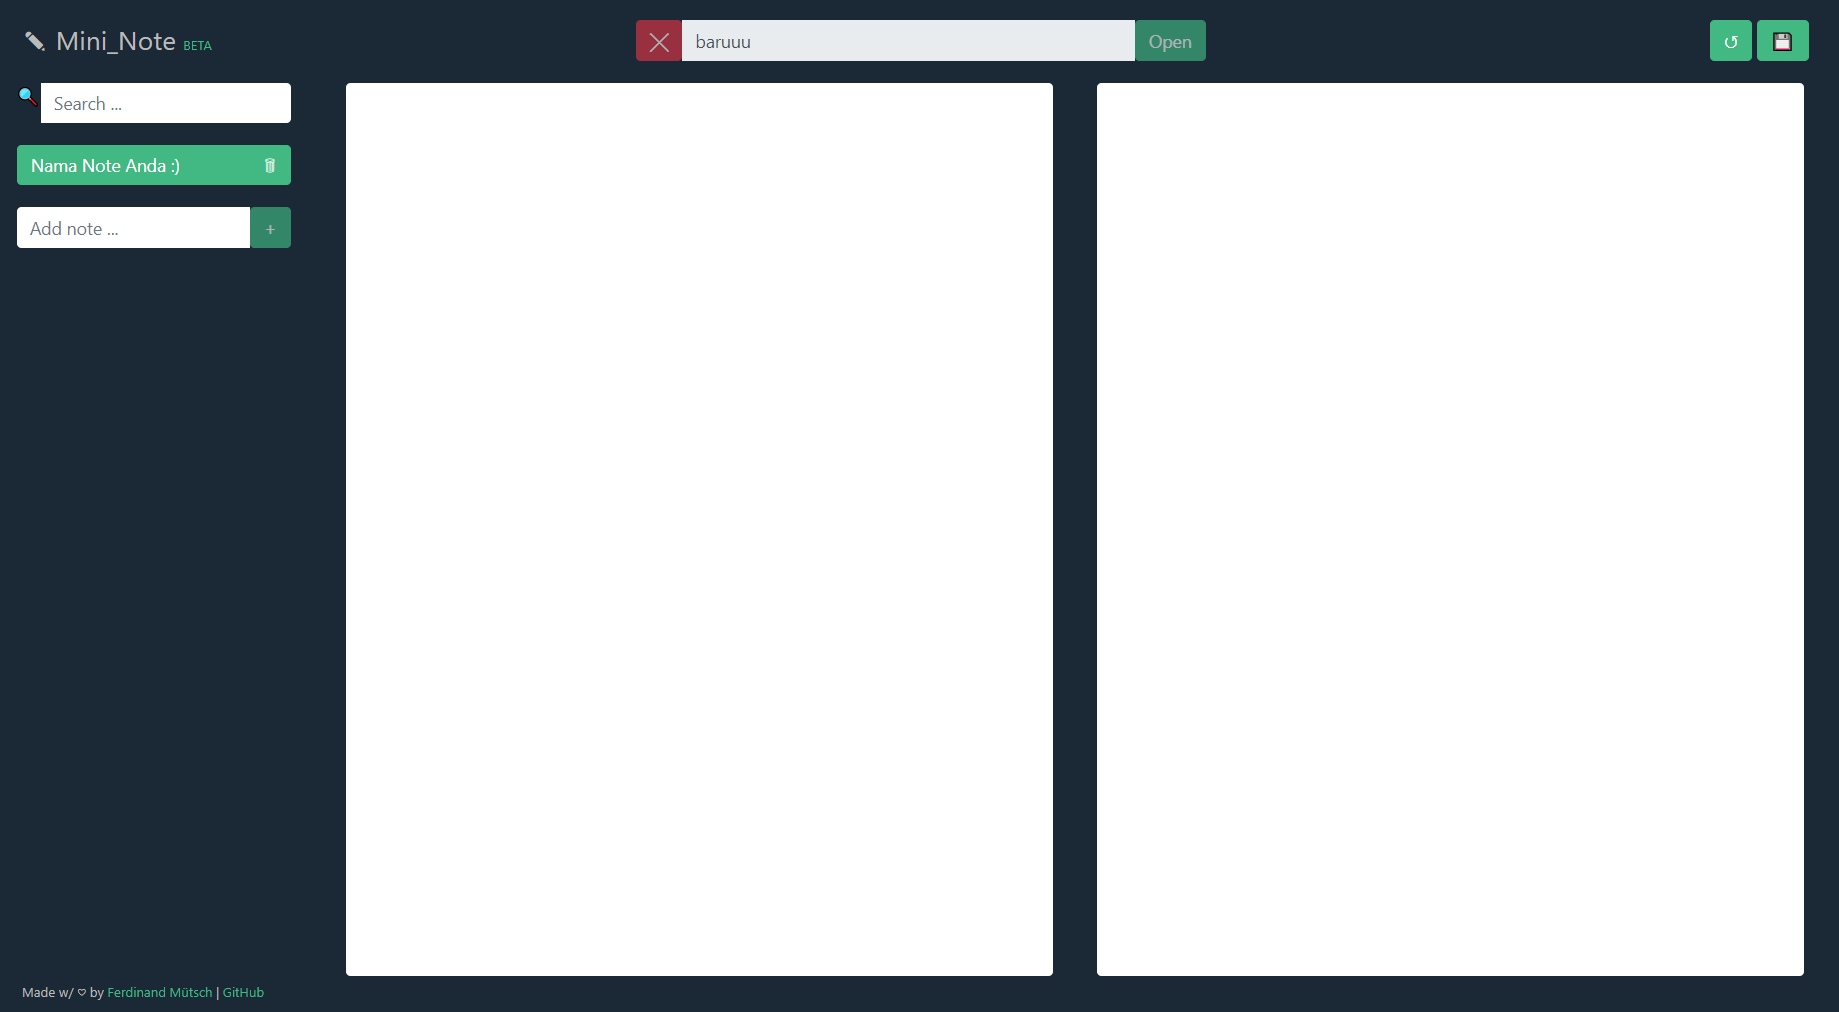 Mini_Note BETA
baruuu
Open
Search ...
Nama Note Anda :)
Add note ...
+
Made w/ ♡ by Ferdinand Mütsch | GitHub